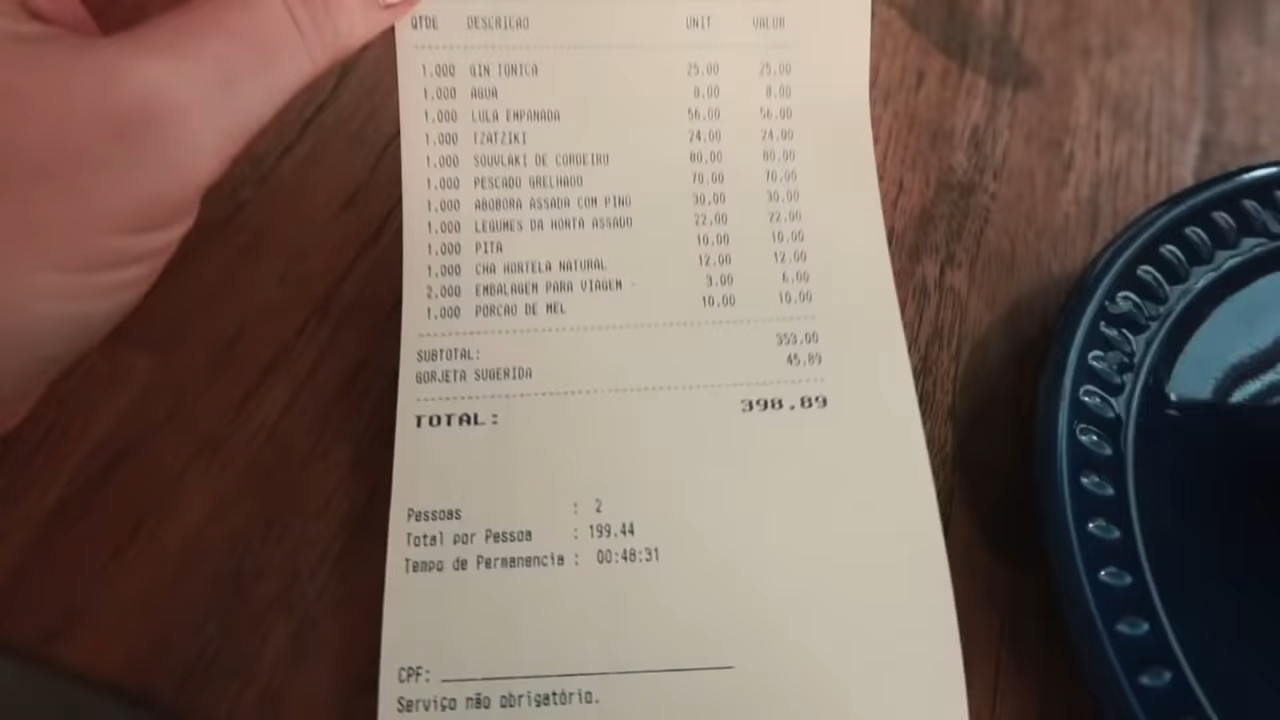 QTDE DESCRICAO UNIT VALOR
1.000 GIN TONICA 25.00 25.00
1.000 AGUA 8.00 8.00
1.000 LULA EMPANADA 56.00 56.00
1.000 TZATZIKI 24.00 24.00
1.000 SOUVLAKI DE CORDEIRO 80.00 80.00
1.000 PESCADO GRELHADO 70.00 70.00
1.000 ABOBORA ASSADA COM PINO 30.00 30.00
1.000 LEGUMES DA HORTA ASSADO 22.00 22.00
1.000 PITA 10.00 10.00
1.000 CHA HORTELA NATURAL 12.00 12.00
2.000 EMBALAGEM PARA VIAGEM - 3.00 6.00
1.000 PORCAO DE MEL 10.00 10.00
SUBTOTAL: 353.00
GORJETA SUGERIDA 45.89
TOTAL: 398.89
Pessoas : 2
Total por Pessoa : 199.44
Tempo de Permanencia : 00:48:31
CPF:
Serviço não obrigatório.